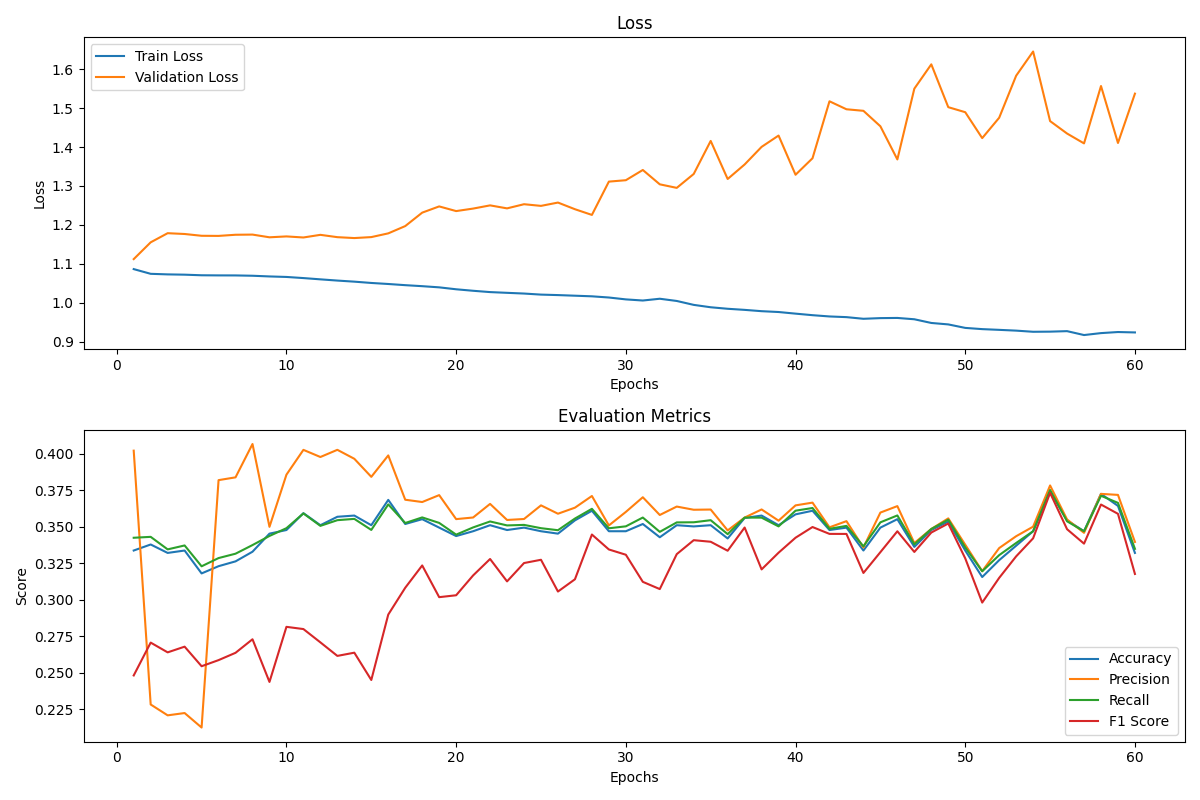 Loss
Train Loss
Validation Loss
1.6
1.5
1.4
1.3
1.2
1.1
1.0
0.9
Loss
0 10 20 30 40 50 60
Epochs
Evaluation Metrics
0.400
0.375
0.350
0.325
0.300
0.275
0.250
0.225
Score
Accuracy
Precision
Recall
F1 Score
0 10 20 30 40 50 60
Epochs